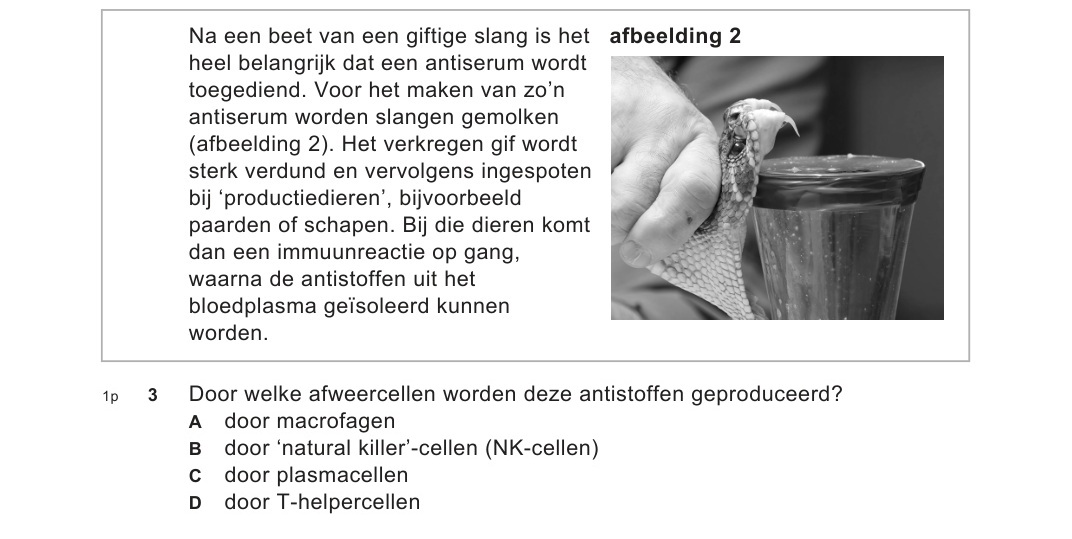 Na een beet van een giftige slang is het
heel belangrijk dat een antiserum wordt
toegediend. Voor het maken van zo’n
antiserum worden slangen gemolken
(afbeelding 2). Het verkregen gif wordt
sterk verdund en vervolgens ingespoten
bij ‘productiedieren’, bijvoorbeeld
paarden of schapen. Bij die dieren komt
dan een immuunreactie op gang,
waarna de antistoffen uit het
bloedplasma geïsoleerd kunnen
worden.
afbeelding 2
1p 3 Door welke afweercellen worden deze antistoffen geproduceerd?
A door macrofagen
B door ‘natural killer’-cellen (NK-cellen)
C door plasmacellen
D door T-helpercellen